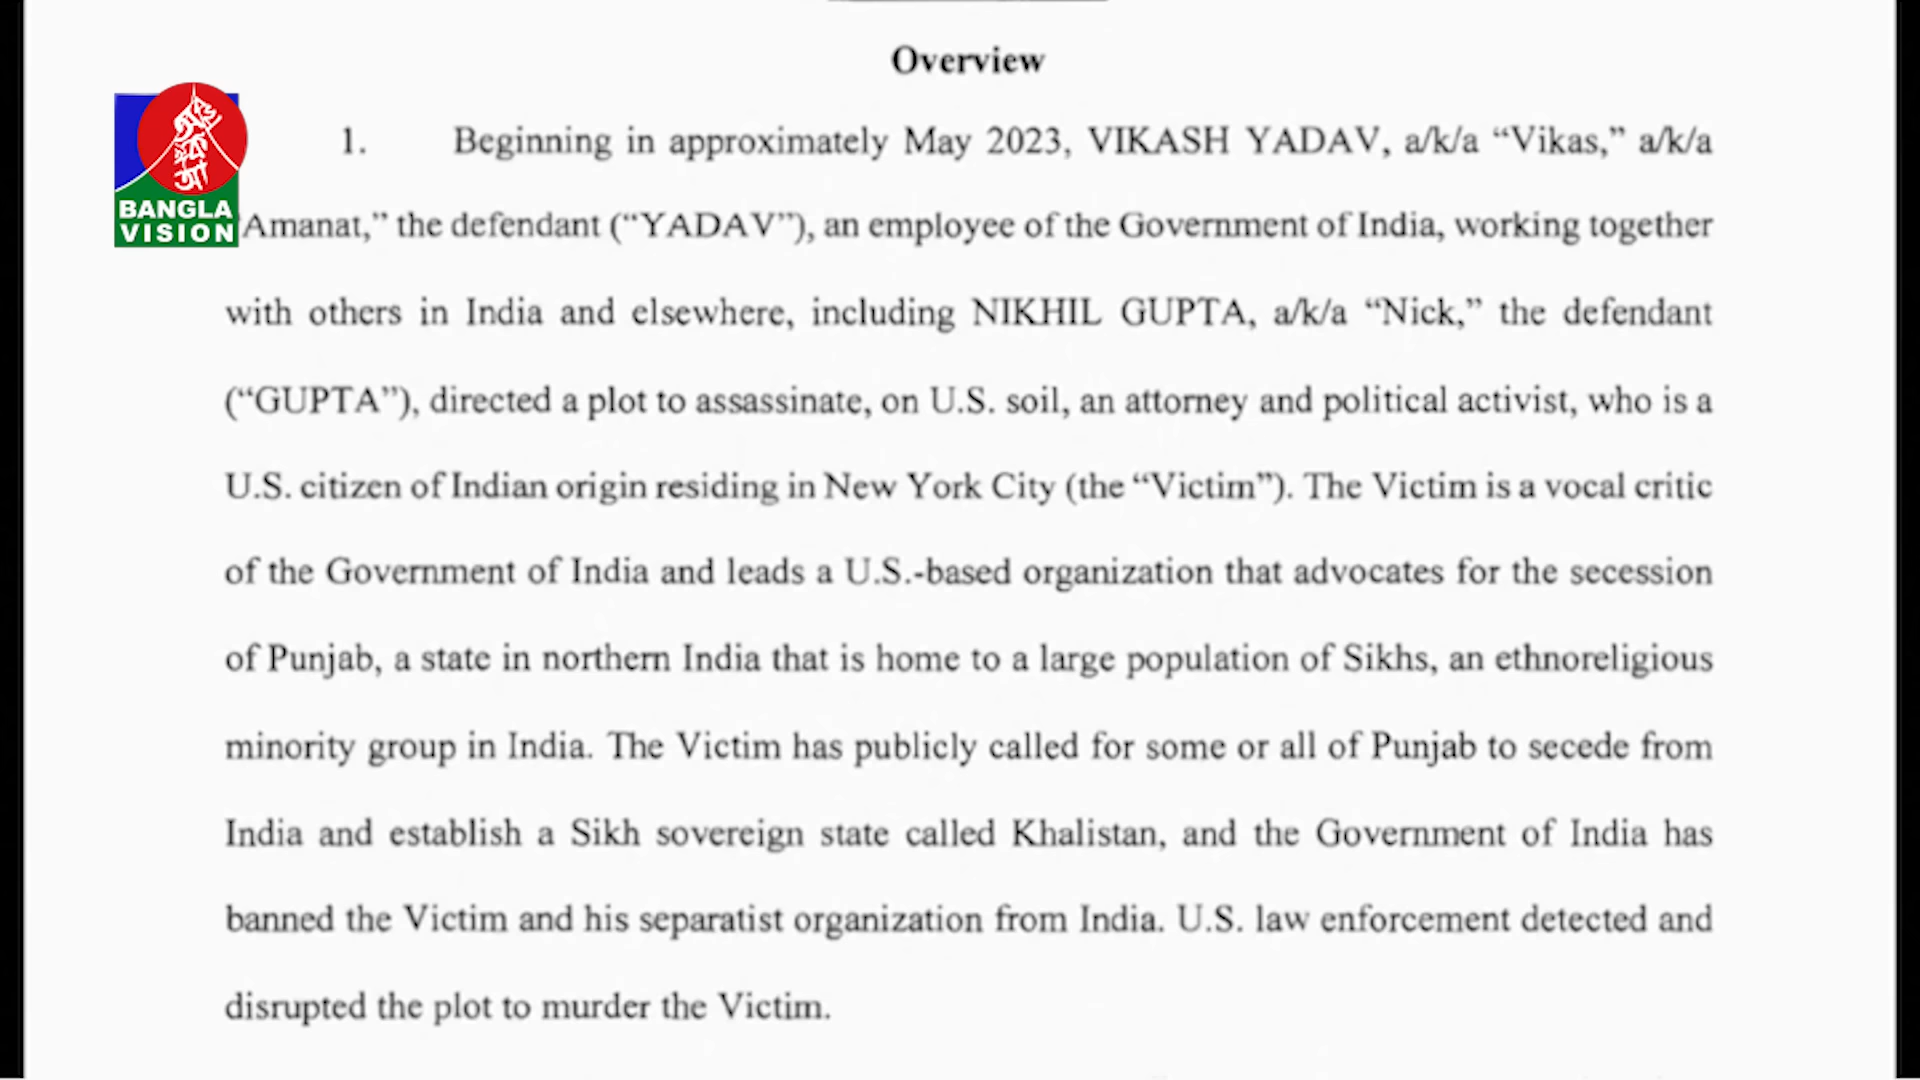 Overview
1. Beginning in approximately May 2023, VIKASH YADAV, a/k/a “Vikas,” a/k/a
Amanat,” the defendant (“YADAV”), an employee of the Government of India, working together
with others in India and elsewhere, including NIKHIL GUPTA, a/k/a “Nick,” the defendant
(“GUPTA”), directed a plot to assassinate, on U.S. soil, an attorney and political activist, who is a
U.S. citizen of Indian origin residing in New York City (the “Victim”). The Victim is a vocal critic
of the Government of India and leads a U.S.-based organization that advocates for the secession
of Punjab, a state in northern India that is home to a large population of Sikhs, an ethnoreligious
minority group in India. The Victim has publicly called for some or all of Punjab to secede from
India and establish a Sikh sovereign state called Khalistan, and the Government of India has
banned the Victim and his separatist organization from India. U.S. law enforcement detected and
disrupted the plot to murder the Victim.
BANGLA
VISION